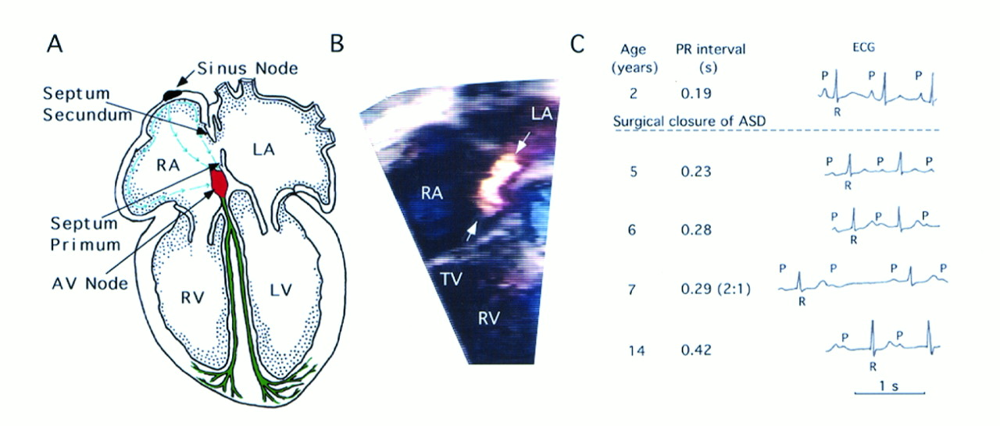 A
Sinus Node
Septum
Secundum
RA
LA
Septum
Primum
AV Node
RV
LV
B
LA
RA
TV
RV
C
Age
(years)
PR interval
(s)
ECG
2
0.19
P
P
P
R
Surgical closure of ASD
5
0.23
P
P
P
R
6
0.28
P
P
P
R
7
0.29 (2:1)
P
P
P
P
R
14
0.42
P
P
R
1 s